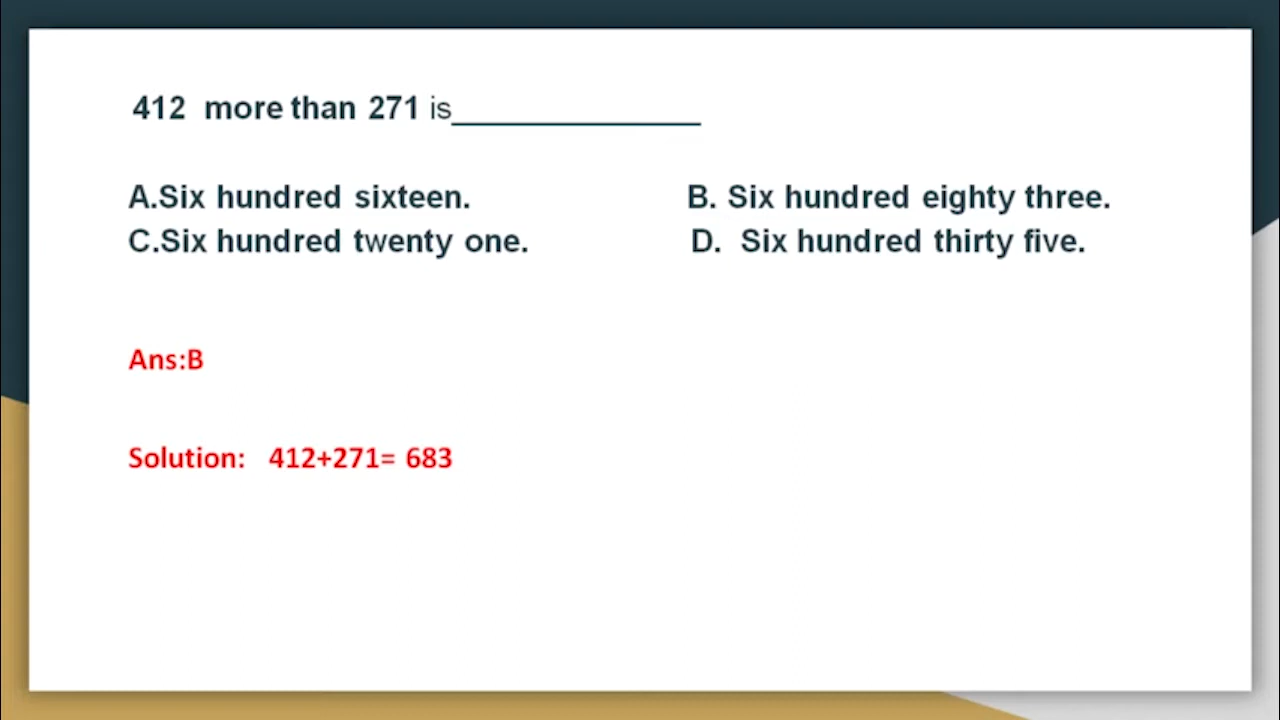 412 more than 271 is______________
A.Six hundred sixteen. B. Six hundred eighty three.
C.Six hundred twenty one. D. Six hundred thirty five.
Ans:B
Solution: 412+271= 683